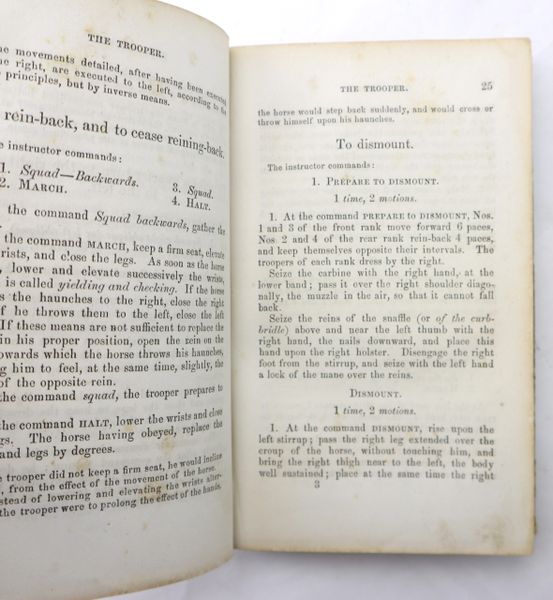 THE TROOPER.
e movements detailed, after having been executed
e right, are executed to the left, according to the
principles, but by inverse means.
rein-back, and to cease reining-back.
e instructor commands:
1. Squad—Backwards.
2. MARCH.
3. Squad.
4. HALT.
the command Squad backwards, gather the
the command MARCH, keep a firm seat, elevate
rists, and close the legs. As soon as the horse
, lower and elevate successively the wrists,
is called yielding and checking. If the horse
s the haunches to the right, close the right
f he throws them to the left, close the left
If these means are not sufficient to replace the
in his proper position, open the rein on the
owards which the horse throws his haunches,
ing him to feel, at the same time, slightly, the
of the opposite rein.
the command squad, the trooper prepares to
the command HALT, lower the wrists and close
gs. The horse having obeyed, replace the
and legs by degrees.
e trooper did not keep a firm seat, he would incline
, from the effect of the movement of the horse.
stead of lowering and elevating the wrists alter-
the trooper were to prolong the effect of the hands,
THE TROOPER. 25
the horse would step back suddenly, and would cross or
throw himself upon his haunches.
To dismount.
The instructor commands:
1. PREPARE TO DISMOUNT.
1 time, 2 motions.
1. At the command PREPARE TO DISMOUNT, Nos.
1 and 3 of the front rank move forward 6 paces,
Nos 2 and 4 of the rear rank rein-back 4 paces,
and keep themselves opposite their intervals. The
troopers of each rank dress by the right.
Seize the carbine with the right hand, at the
lower band; pass it over the right shoulder diago-
nally, the muzzle in the air, so that it cannot fall
back.
Seize the reins of the snaffle (or of the curb-
bridle) above and near the left thumb with the
right hand, the nails downward, and place this
hand upon the right holster. Disengage the right
foot from the stirrup, and seize with the left hand
a lock of the mane over the reins.
DISMOUNT.
1 time, 2 motions.
1. At the command DISMOUNT, rise upon the
left stirrup; pass the right leg extended over the
croup of the horse, without touching him, and
bring the right thigh near to the left, the body
well sustained; place at the same time the right
3